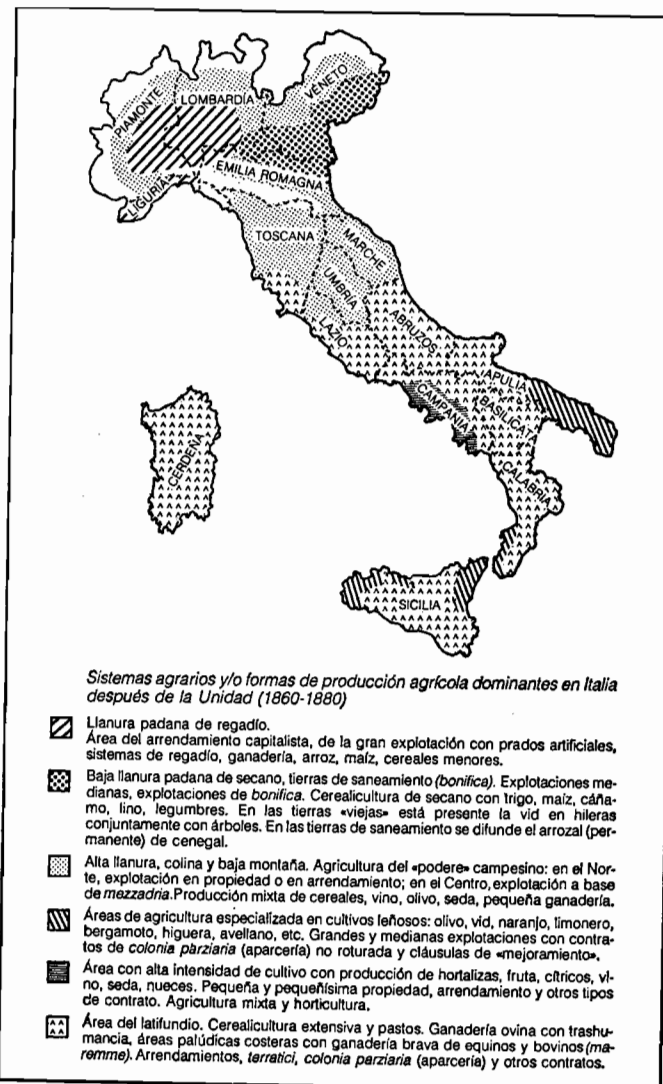 PIAMONTE
LOMBARDÍA
VENETO
LIGURIA
EMILIA ROMAGNA
TOSCANA
MARCHE
UMBRIA
LAZIO
ABRUZOS
CAMPANIA
APULIA
BASILICATA
CALABRIA
CERDEÑA
SICILIA
Sistemas agrarios y/o formas de producción agrícola dominantes en Italia
después de la Unidad (1860-1880)
Llanura padana de regadío.
Área del arrendamiento capitalista, de la gran explotación con prados artificiales,
sistemas de regadío, ganadería, arroz, maíz, cereales menores.
Baja llanura padana de secano, tierras de saneamiento (bonifica). Explotaciones me-
dianas, explotaciones de bonifica. Cerealicultura de secano con trigo, maíz, cáña-
mo, lino, legumbres. En las tierras «viejas» está presente la vid en hileras
conjuntamente con árboles. En las tierras de saneamiento se difunde el arrozal (per-
manente) de cenegal.
Alta llanura, colina y baja montaña. Agricultura del «podere» campesino: en el Nor-
te, explotación en propiedad o en arrendamiento; en el Centro, explotación a base
de mezzadria. Producción mixta de cereales, vino, olivo, seda, pequeña ganadería.
Áreas de agricultura especializada en cultivos leñosos: olivo, vid, naranjo, limonero,
bergamoto, higuera, avellano, etc. Grandes y medianas explotaciones con contra-
tos de colonia parziaria (aparcería) no roturada y cláusulas de «mejoramiento».
Área con alta intensidad de cultivo con producción de hortalizas, fruta, cítricos, vi-
no, seda, nueces. Pequeña y pequeñísima propiedad, arrendamiento y otros tipos
de contrato. Agricultura mixta y horticultura.
Área del latifundio. Cerealicultura extensiva y pastos. Ganadería ovina con trashu-
mancia, áreas palúdicas costeras con ganadería brava de equinos y bovinos (ma-
remme). Arrendamientos, terratici, colonia parziaria (aparcería) y otros contratos.